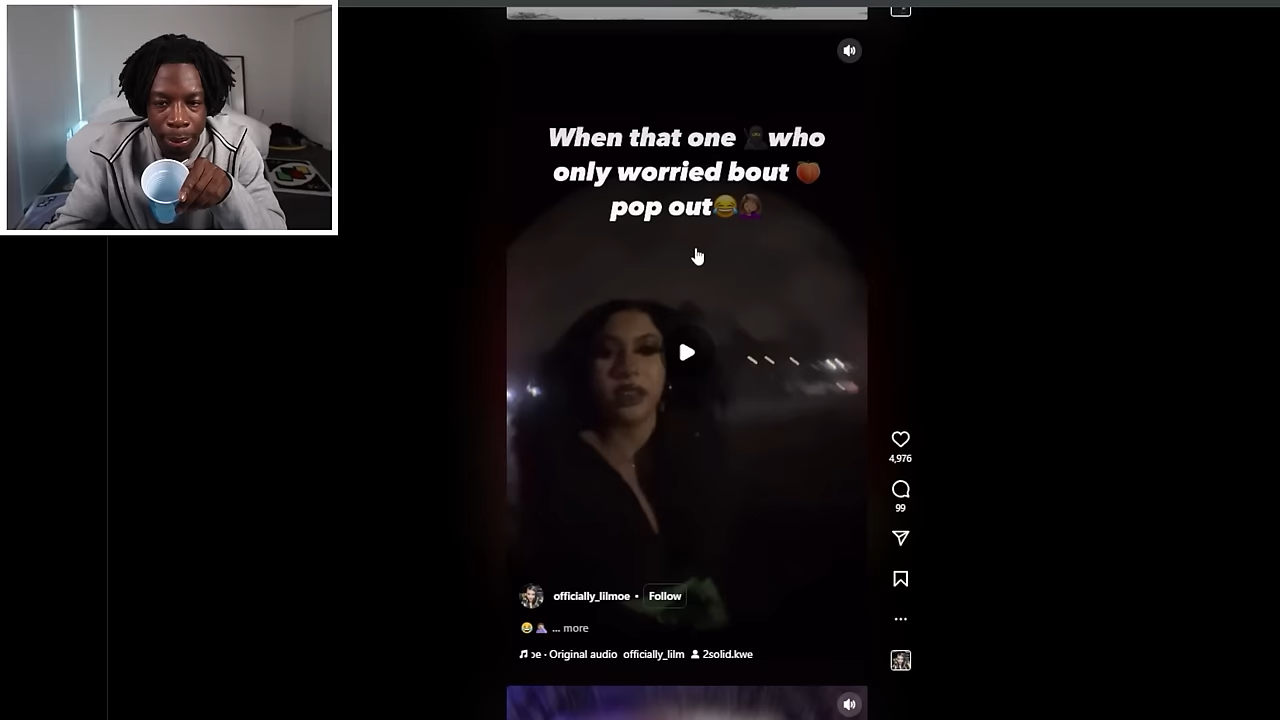 When that one 🥷🏿who
only worried bout 🍑
pop out😂🤦🏽‍♀️
4,976
99
officially_lilmoe • Follow
😂🤦🏽‍♀️ ... more
oe · Original audio officially_lilm 2solid.kwe